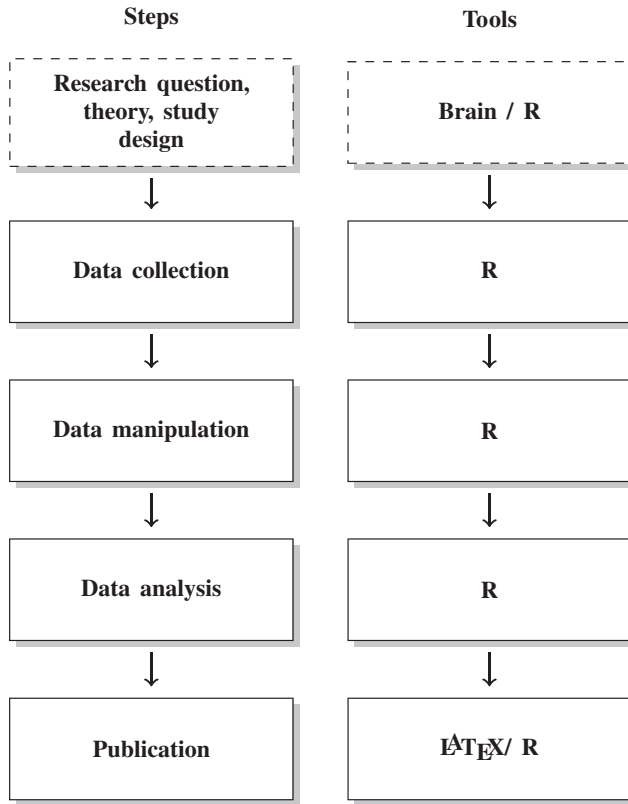 Steps
Tools
Research question,
theory, study
design
Brain / R
Data collection
R
Data manipulation
R
Data analysis
R
Publication
LATEX/ R